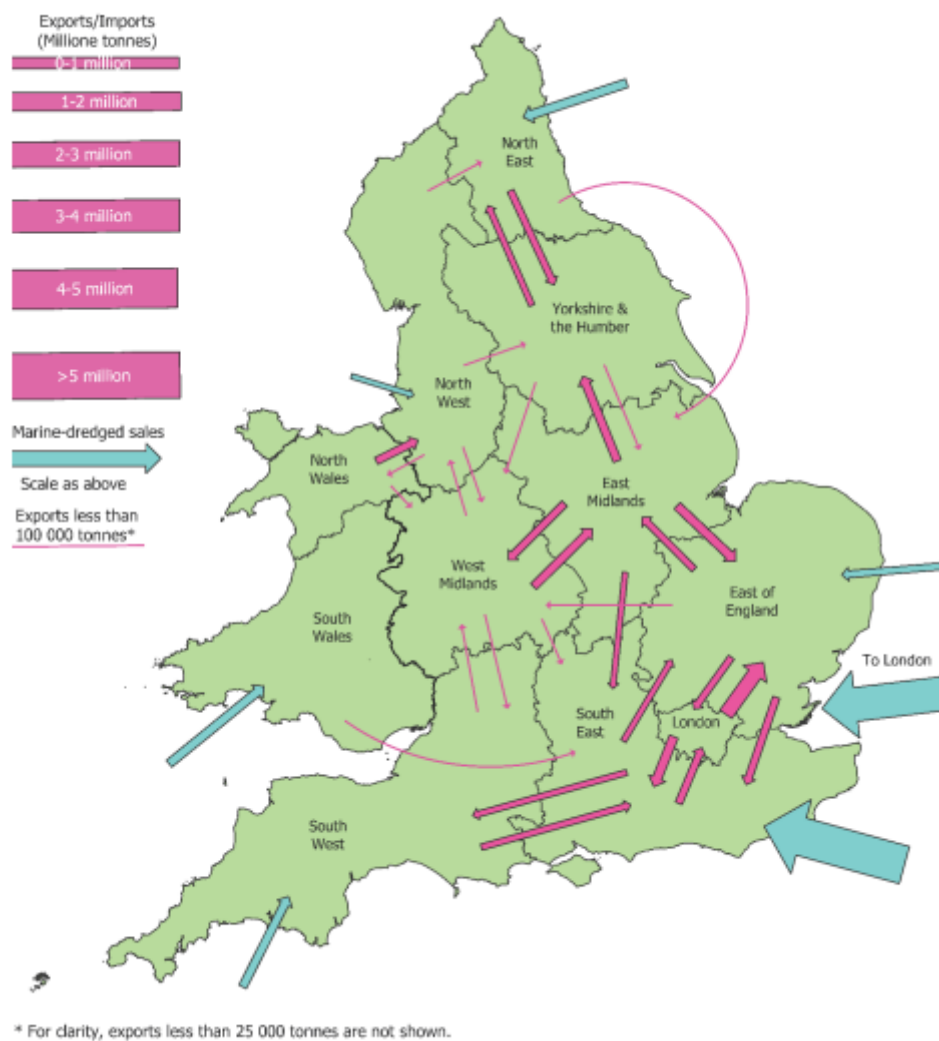 Exports/Imports
(Millione tonnes)
0-1 million
1-2 million
2-3 million
3-4 million
4-5 million
>5 million
Marine-dredged sales
Scale as above
Exports less than
100 000 tonnes*
North
East
Yorkshire &
the Humber
North
West
North
Wales
East
Midlands
West
Midlands
East of
England
South
Wales
To London
South
East
London
South
West
* For clarity, exports less than 25 000 tonnes are not shown.